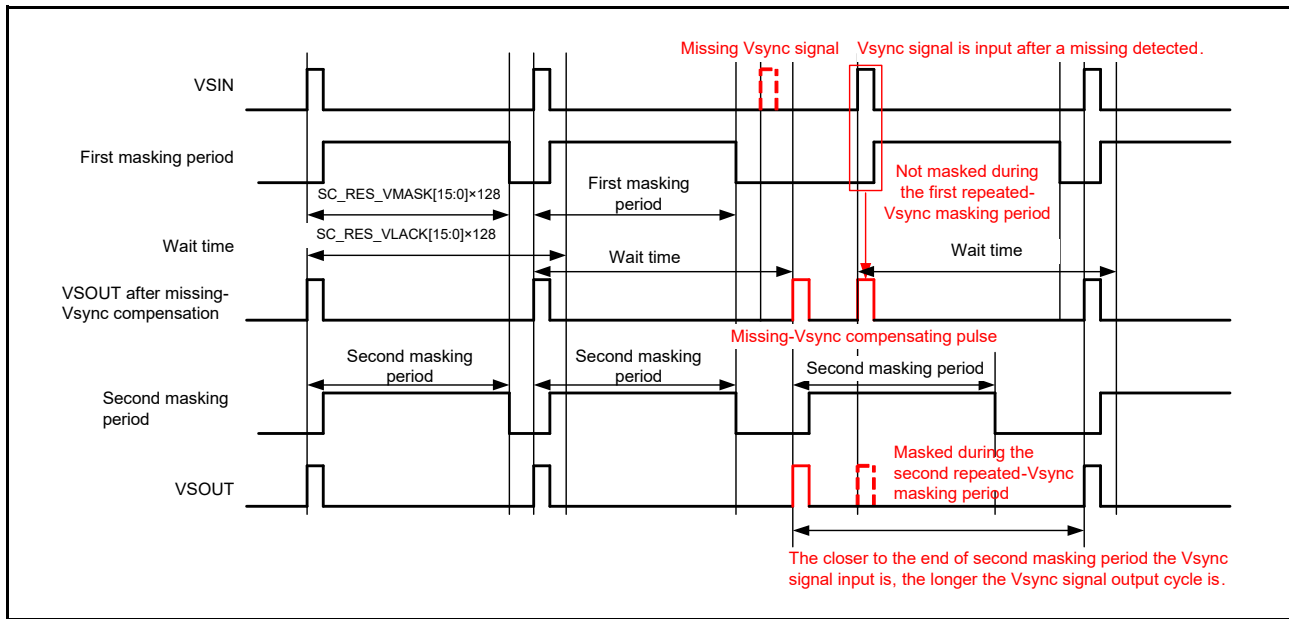 Missing Vsync signal
Vsync signal is input after a missing detected.
VSIN
First masking period
SC_RES_VMASK[15:0]×128
First masking
period
Not masked during
the first repeated-
Vsync masking period
SC_RES_VLACK[15:0]×128
Wait time
Wait time
Wait time
VSOUT after missing-
Vsync compensation
Missing-Vsync compensating pulse
Second masking
period
Second masking
period
Second masking period
Second masking
period
Masked during the
second repeated-Vsync
masking period
VSOUT
The closer to the end of second masking period the Vsync
signal input is, the longer the Vsync signal output cycle is.